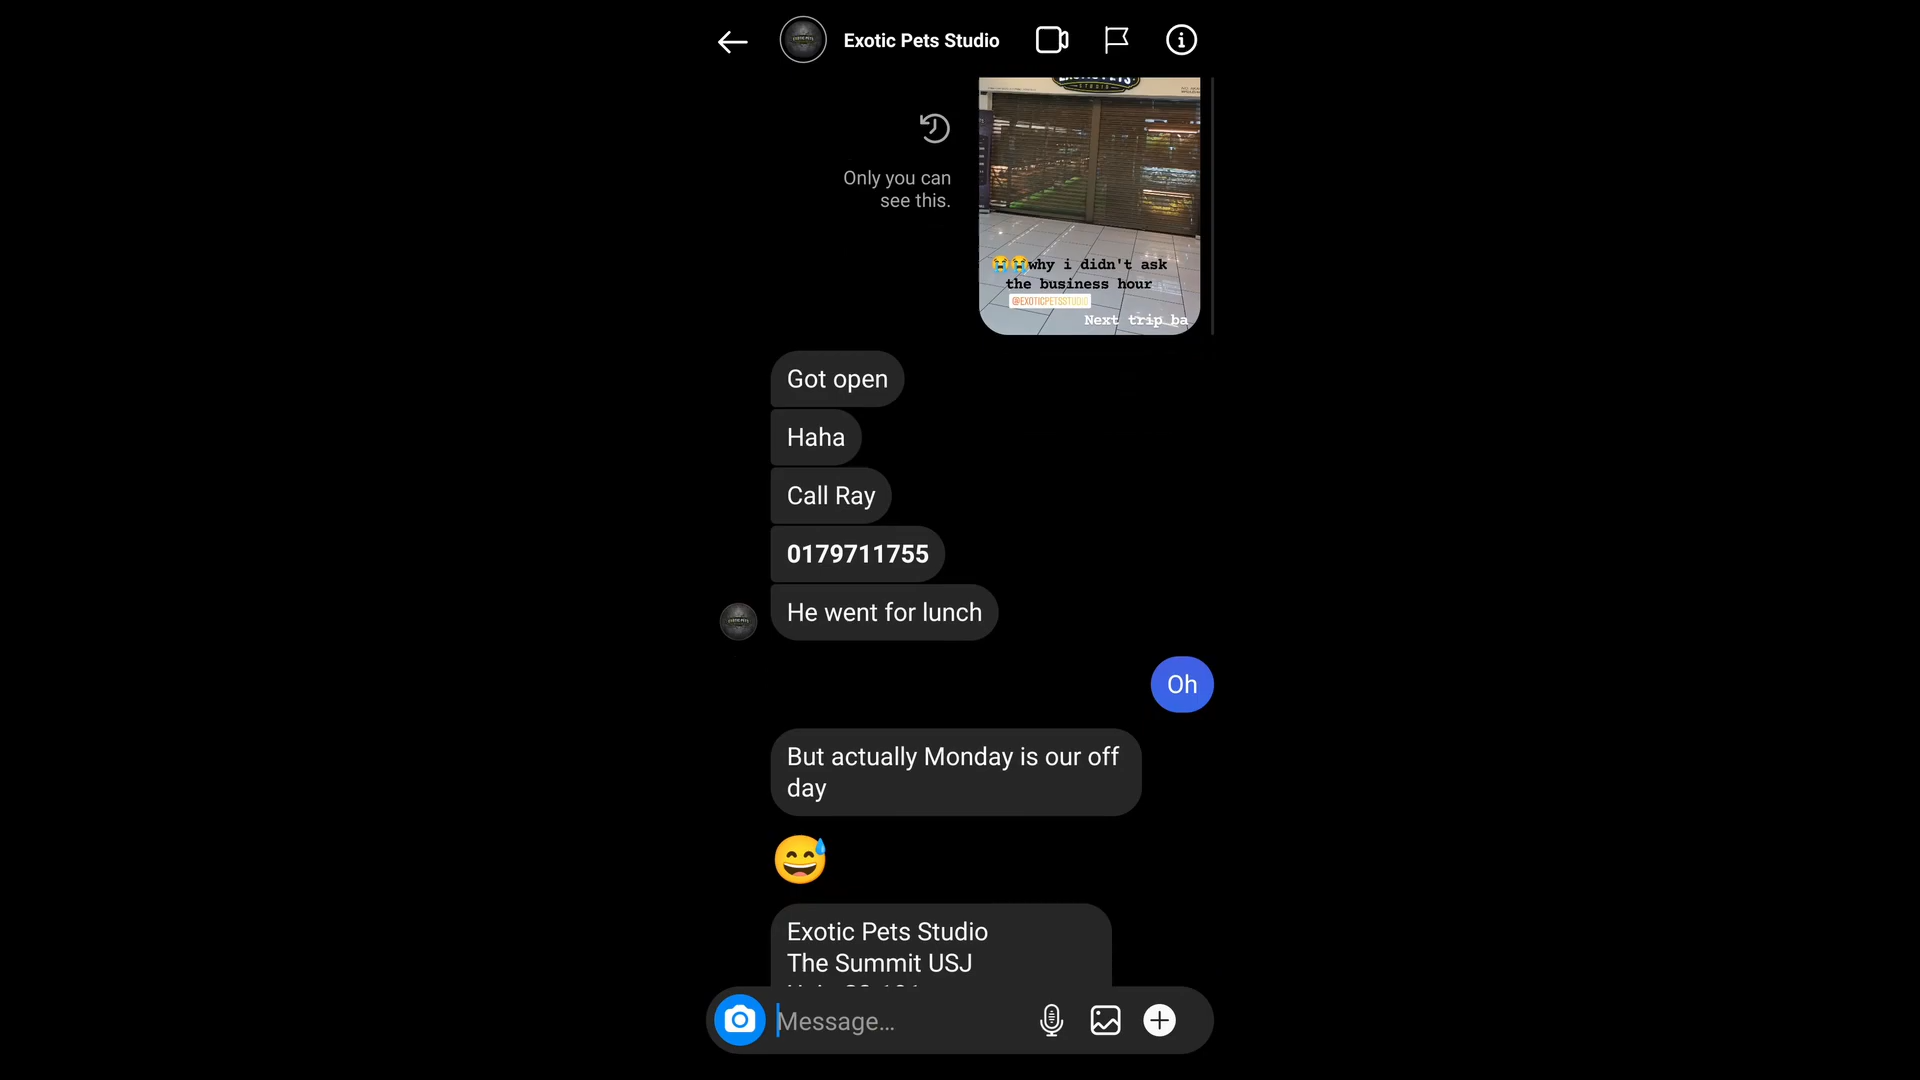 Exotic Pets Studio
STUDIO
Only you can
see this.
😭😭why i didn't ask
the business hour
@EXOTICPETSSTUDIO
Next trip ba
Got open
Haha
Call Ray
0179711755
He went for lunch
Oh
But actually Monday is our off
day
😅
Exotic Pets Studio
The Summit USJ
Message...